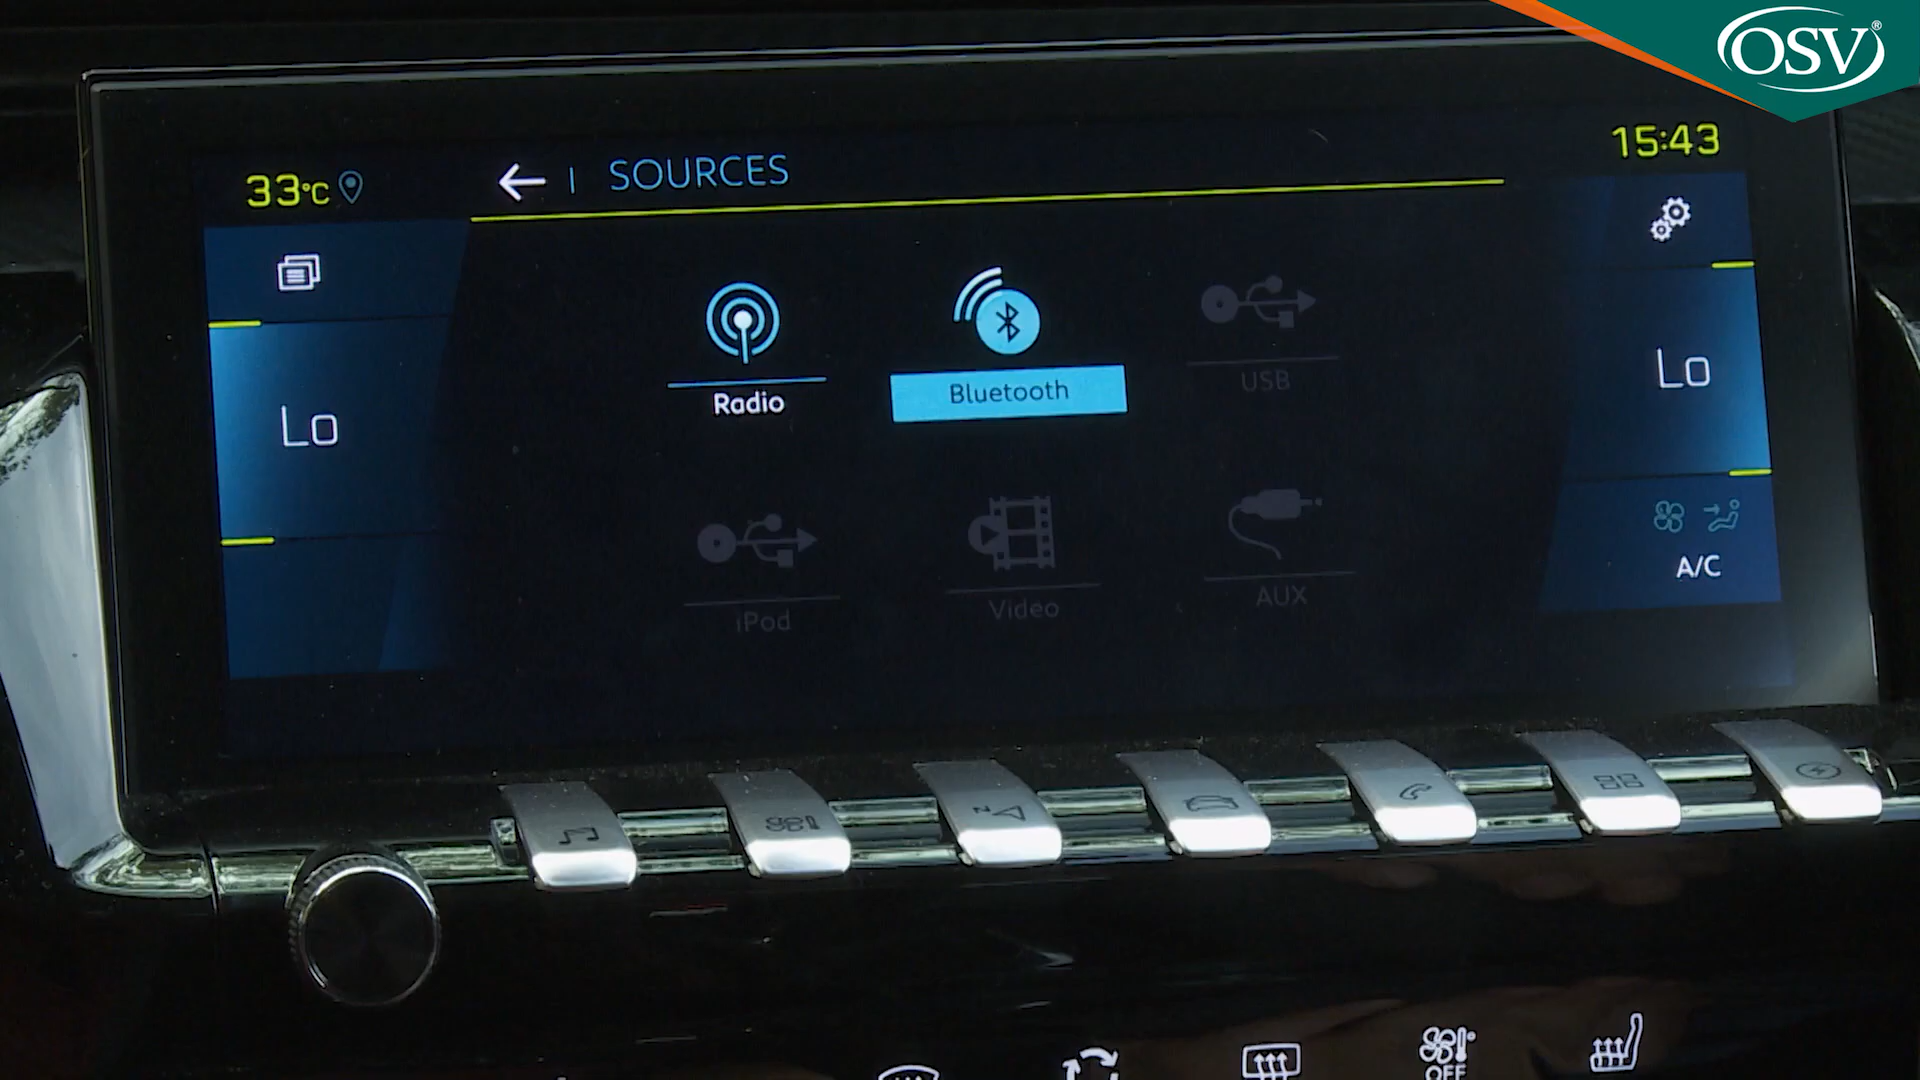 OSV®
33°C
SOURCES
15:43
Lo
Radio
Bluetooth
USB
Lo
iPod
Video
AUX
A/C
N
OFF